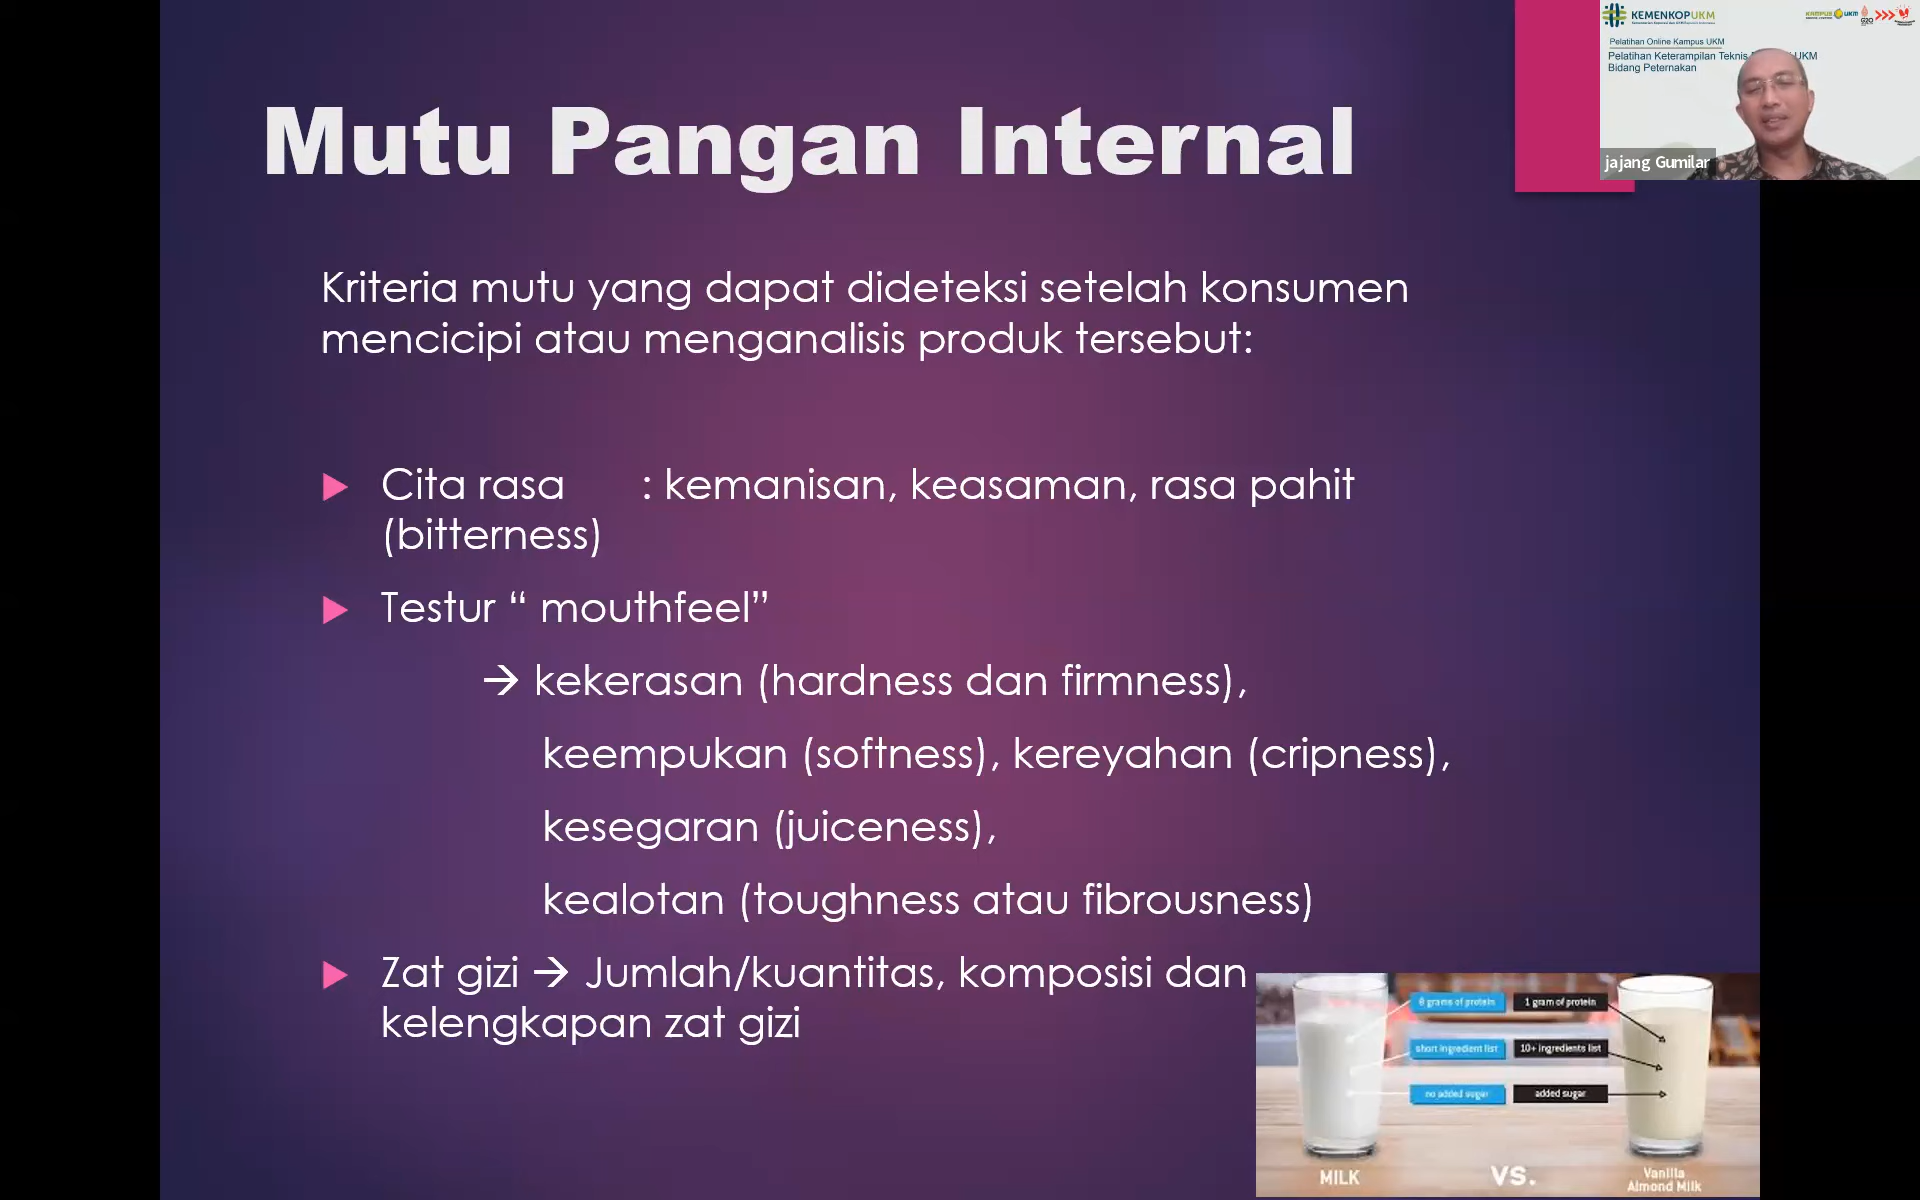 KEMENKOPUKM
KAMPUS UKM
G20
Pelatihan Online Kampus UKM
Pelatihan Keterampilan Teknis UKM
Bidang Peternakan
jajang Gumilar
Mutu Pangan Internal
Kriteria mutu yang dapat dideteksi setelah konsumen
mencicipi atau menganalisis produk tersebut:
Cita rasa : kemanisan, keasaman, rasa pahit
(bitterness)
Testur “ mouthfeel”
→ kekerasan (hardness dan firmness),
keempukan (softness), kereyahan (cripness),
kesegaran (juiceness),
kealotan (toughness atau fibrousness)
Zat gizi → Jumlah/kuantitas, komposisi dan
kelengkapan zat gizi
8 grams of protein 1 gram of protein
short ingredient list 10+ ingredients list
no added sugar added sugar
MILK VS. Vanilla
Almond Milk